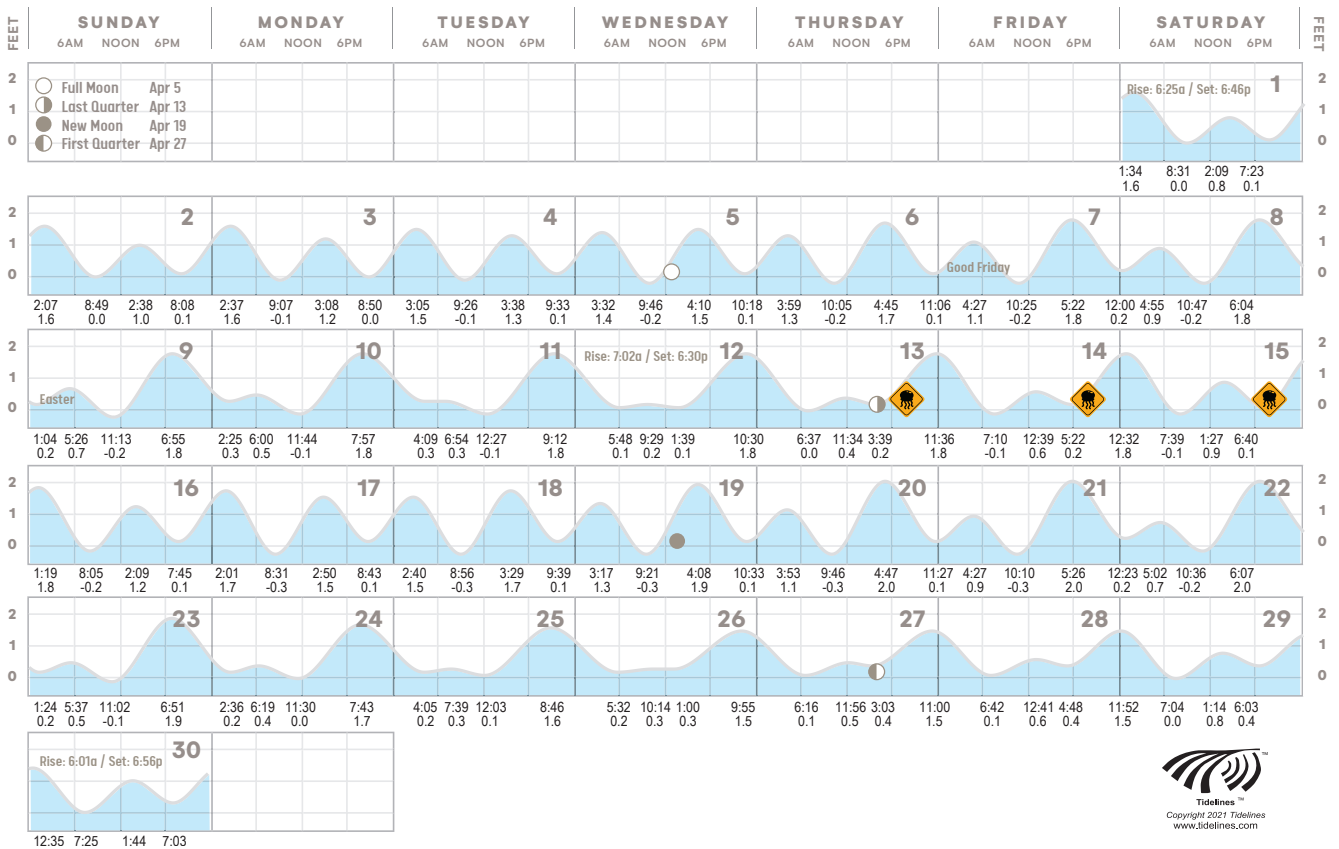 FEET SUNDAY MONDAY TUESDAY WEDNESDAY THURSDAY FRIDAY SATURDAY FEET
6AM NOON 6PM 6AM NOON 6PM 6AM NOON 6PM 6AM NOON 6PM 6AM NOON 6PM 6AM NOON 6PM 6AM NOON 6PM
2 Full Moon Apr 5 Rise: 6:25a / Set: 6:46p 1 2
1 Last Quarter Apr 13 1
New Moon Apr 19
0 First Quarter Apr 27 0
1:34 8:31 2:09 7:23
1.6 0.0 0.8 0.1
2 2 3 4 5 6 7 8 2
1 1
0 Good Friday 0
2:07 8:49 2:38 8:08 2:37 9:07 3:08 8:50 3:05 9:26 3:38 9:33 3:32 9:46 4:10 10:18 3:59 10:05 4:45 11:06 4:27 10:25 5:22 12:00 4:55 10:47 6:04
1.6 0.0 1.0 0.1 1.6 -0.1 1.2 0.0 1.5 -0.1 1.3 0.1 1.4 -0.2 1.5 0.1 1.3 -0.2 1.7 0.1 1.1 -0.2 1.8 0.2 0.9 -0.2 1.8
2 9 10 11 Rise: 7:02a / Set: 6:30p 12 13 14 15 2
1 1
0 Easter 0
1:04 5:26 11:13 6:55 2:25 6:00 11:44 7:57 4:09 6:54 12:27 9:12 5:48 9:29 1:39 10:30 6:37 11:34 3:39 11:36 7:10 12:39 5:22 12:32 7:39 1:27 6:40
0.2 0.7 -0.2 1.8 0.3 0.5 -0.1 1.8 0.3 0.3 -0.1 1.8 0.1 0.2 0.1 1.8 0.0 0.4 0.2 1.8 -0.1 0.6 0.2 1.8 -0.1 0.9 0.1
2 16 17 18 19 20 21 22 2
1 1
0 0
1:19 8:05 2:09 7:45 2:01 8:31 2:50 8:43 2:40 8:56 3:29 9:39 3:17 9:21 4:08 10:33 3:53 9:46 4:47 11:27 4:27 10:10 5:26 12:23 5:02 10:36 6:07
1.8 -0.2 1.2 0.1 1.7 -0.3 1.5 0.1 1.5 -0.3 1.7 0.1 1.3 -0.3 1.9 0.1 1.1 -0.3 2.0 0.1 0.9 -0.3 2.0 0.2 0.7 -0.2 2.0
2 23 24 25 26 27 28 29 2
1 1
0 0
1:24 5:37 11:02 6:51 2:36 6:19 11:30 7:43 4:05 7:39 12:03 8:46 5:32 10:14 1:00 9:55 6:16 11:56 3:03 11:00 6:42 12:41 4:48 11:52 7:04 1:14 6:03
0.2 0.5 -0.1 1.9 0.2 0.4 0.0 1.7 0.2 0.3 0.1 1.6 0.2 0.3 0.3 1.5 0.1 0.5 0.4 1.5 0.1 0.6 0.4 1.5 0.0 0.8 0.4
Rise: 6:01a / Set: 6:56p 30
12:35 7:25 1:44 7:03
TM
Tidelines TM
Copyright 2021 Tidelines
www.tidelines.com